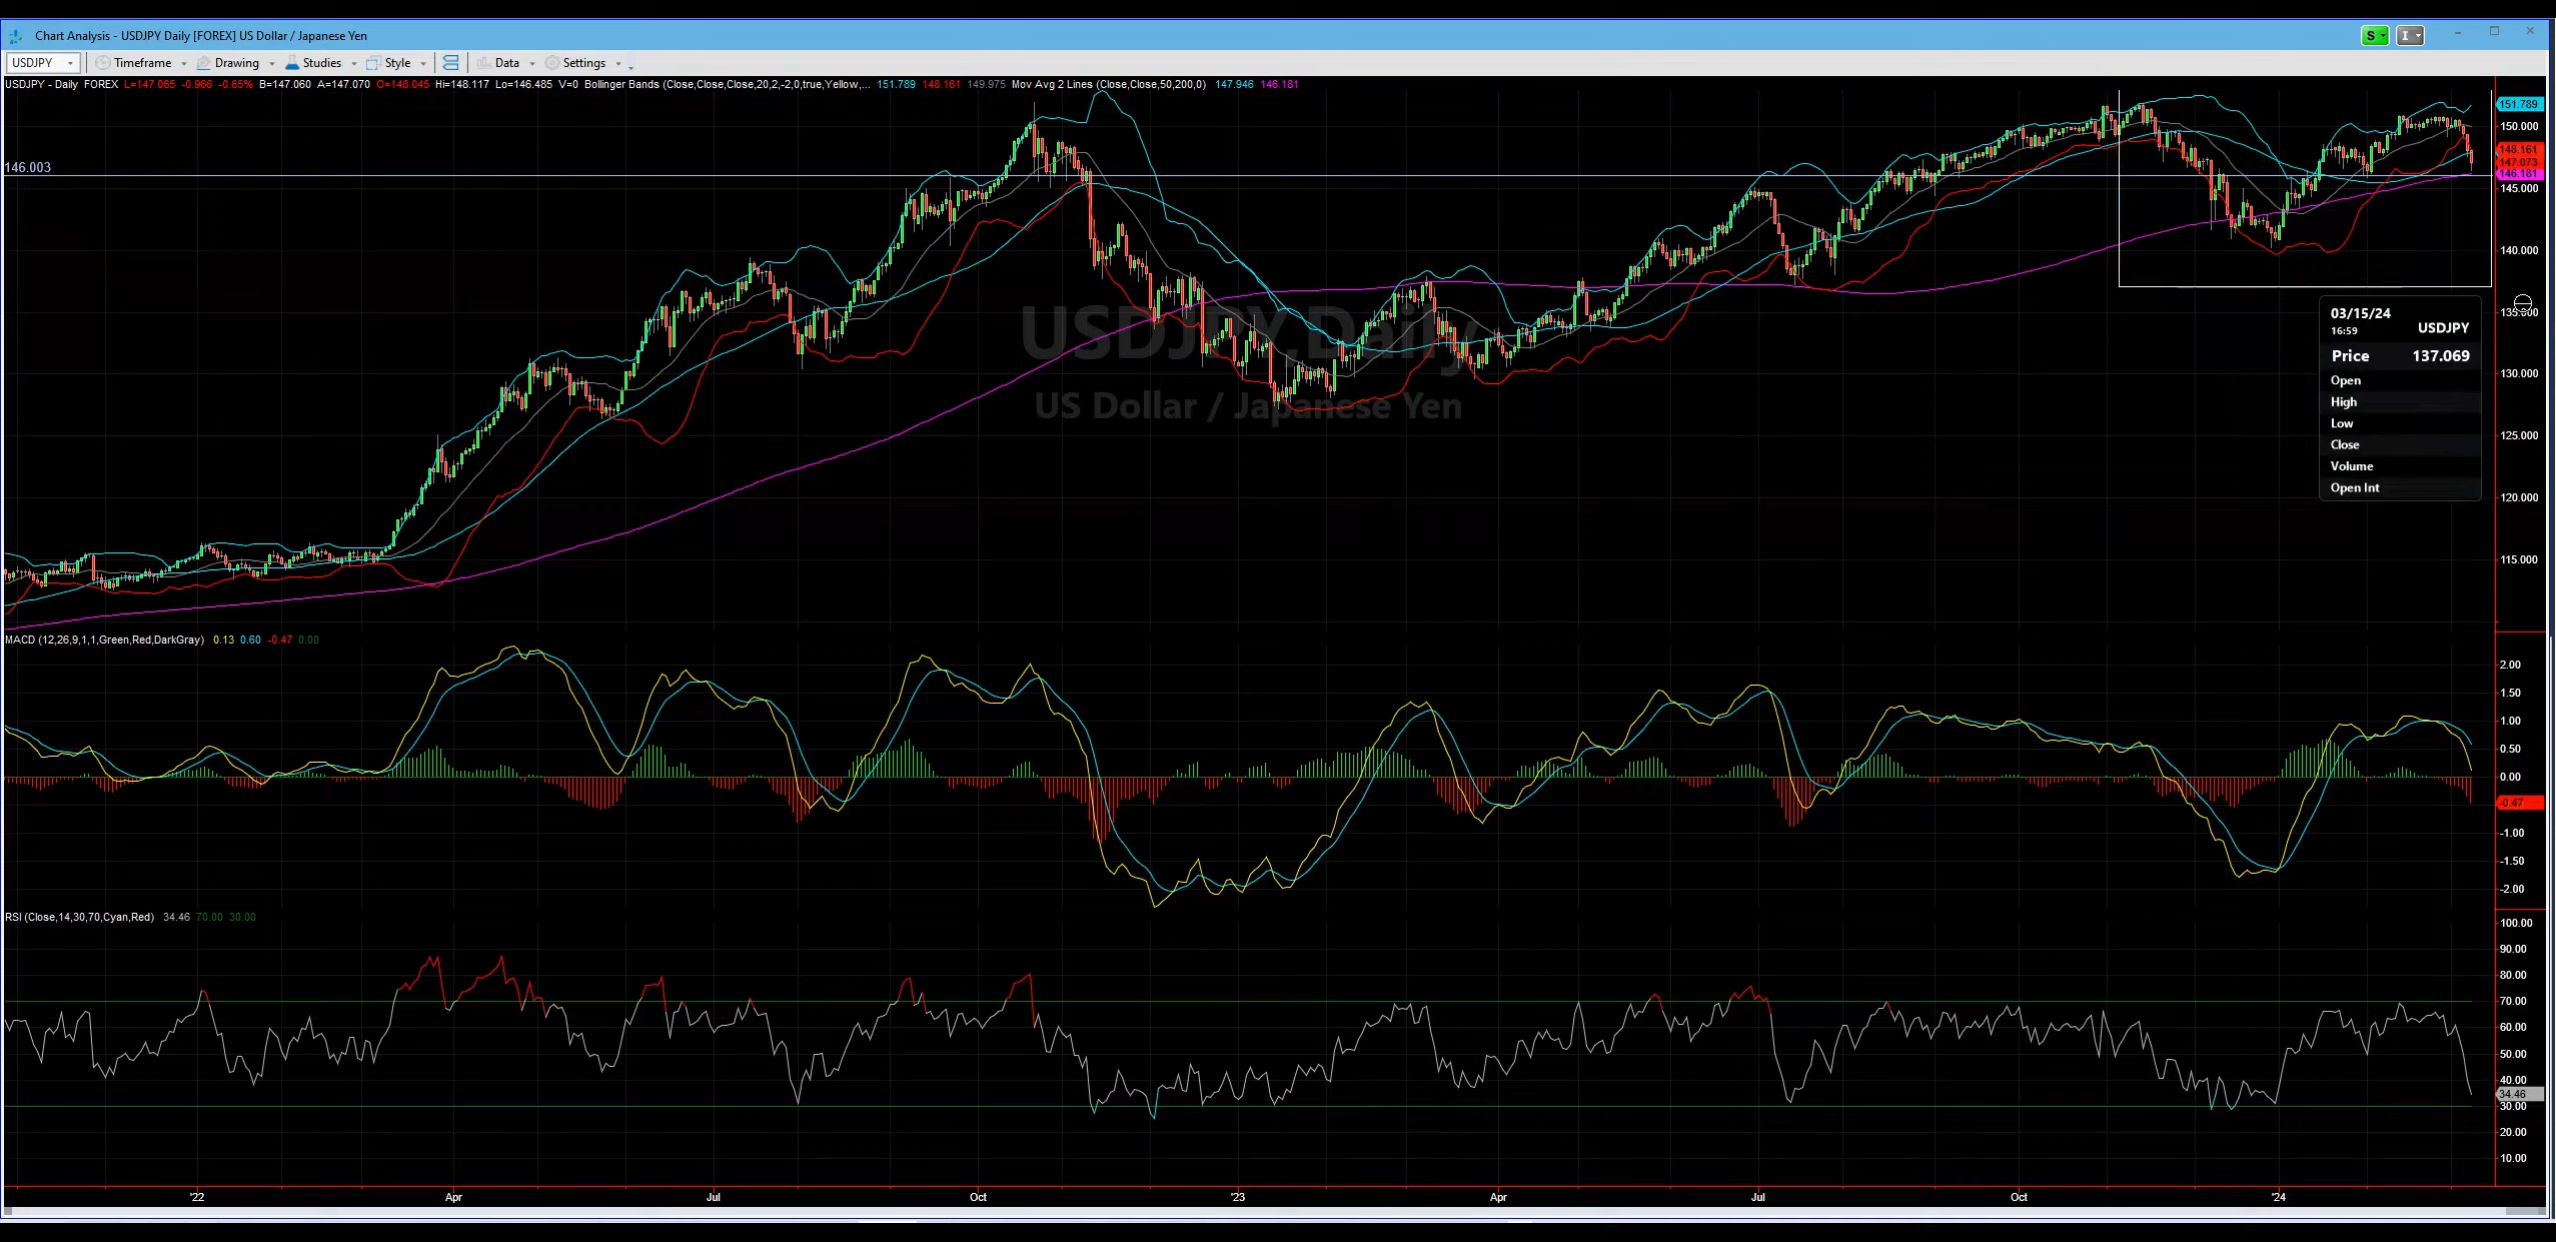 Chart Analysis - USDJPY Daily [FOREX] US Dollar / Japanese Yen
S
I
USDJPY Timeframe Drawing Studies Style Data Settings
USDJPY - Daily FOREX L=147.065 -0.966 -0.65% B=147.060 A=147.070 O=148.045 Hi=148.117 Lo=146.485 V=0 Bollinger Bands (Close,Close,Close,20,2,-2,0,true,Yellow,... 151.789 148.161 149.975 Mov Avg 2 Lines (Close,Close,50,200,0) 147.946 146.181
151.789
150.000
148.161
147.073
146.181
146.003
145.000
140.000
135.000
130.000
125.000
120.000
115.000
USDJPY,Daily
US Dollar / Japanese Yen
03/15/24
16:59 USDJPY
Price 137.069
Open
High
Low
Close
Volume
Open Int
MACD (12,26,9,1,1,Green,Red,DarkGray) 0.13 0.60 -0.47 0.00
2.00
1.50
1.00
0.50
0.00
-0.47
-1.00
-1.50
-2.00
RSI (Close,14,30,70,Cyan,Red) 34.46 70.00 30.00
100.00
90.00
80.00
70.00
60.00
50.00
40.00
34.46
30.00
20.00
10.00
'22 Apr Jul Oct '23 Apr Jul Oct '24